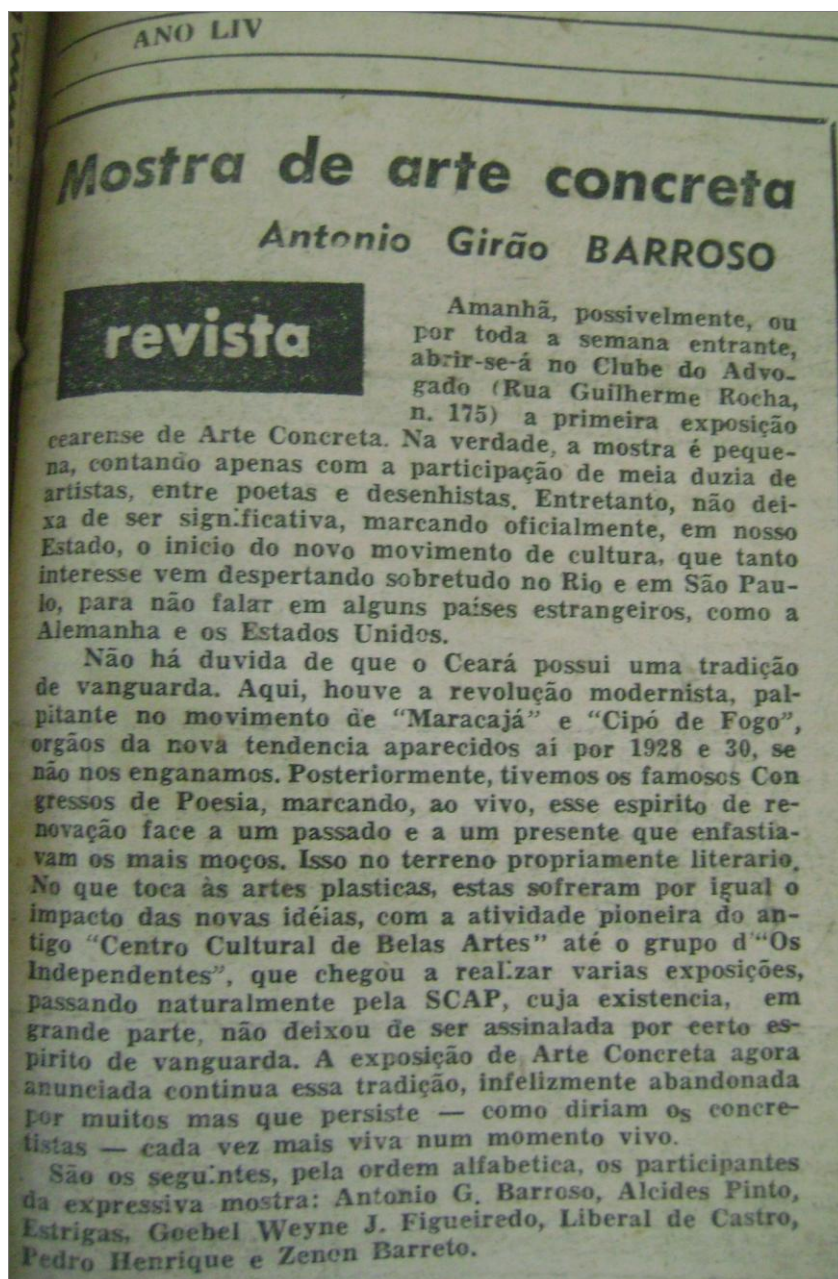 ANO LIV
Mostra de arte concreta
Antonio Girão BARROSO
revista
Amanhã, possivelmente, ou
por toda a semana entrante,
abrir-se-á no Clube do Advo-
gado (Rua Guilherme Rocha,
n. 175) a primeira exposição
cearense de Arte Concreta. Na verdade, a mostra é peque-
na, contando apenas com a participação de meia duzia de
artistas, entre poetas e desenhistas. Entretanto, não dei-
xa de ser significativa, marcando oficialmente, em nosso
Estado, o inicio do novo movimento de cultura, que tanto
interesse vem despertando sobretudo no Rio e em São Pau-
lo, para não falar em alguns países estrangeiros, como a
Alemanha e os Estados Unidos.
Não há duvida de que o Ceará possui uma tradição
de vanguarda. Aqui, houve a revolução modernista, pal-
pitante no movimento de "Maracajá" e "Cipó de Fogo",
orgãos da nova tendencia aparecidos aí por 1928 e 30, se
não nos enganamos. Posteriormente, tivemos os famosos Con
gressos de Poesia, marcando, ao vivo, esse espirito de re-
novação face a um passado e a um presente que enfastia-
vam os mais moços. Isso no terreno propriamente literario.
No que toca às artes plasticas, estas sofreram por igual o
impacto das novas idéias, com a atividade pioneira do an-
tigo "Centro Cultural de Belas Artes" até o grupo d'"Os
Independentes", que chegou a realizar varias exposições,
passando naturalmente pela SCAP, cuja existencia, em
grande parte, não deixou de ser assinalada por certo es-
pirito de vanguarda. A exposição de Arte Concreta agora
anunciada continua essa tradição, infelizmente abandonada
por muitos mas que persiste — como diriam os concre-
tistas — cada vez mais viva num momento vivo.
São os seguintes, pela ordem alfabetica, os participantes
da expressiva mostra: Antonio G. Barroso, Alcides Pinto,
Estrigas, Goebel Weyne J. Figueiredo, Liberal de Castro,
Pedro Henrique e Zenon Barreto.